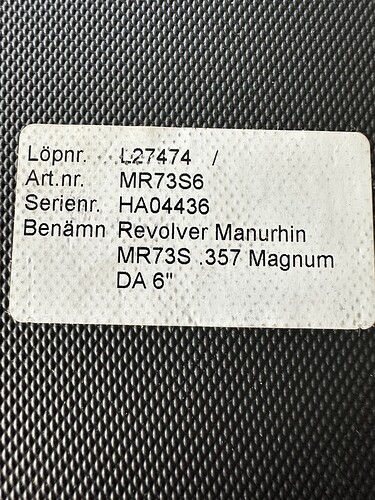 Löpnr. L27474 /
Art.nr. MR73S6
Serienr. HA04436
Benämn Revolver Manurhin
MR73S .357 Magnum
DA 6"